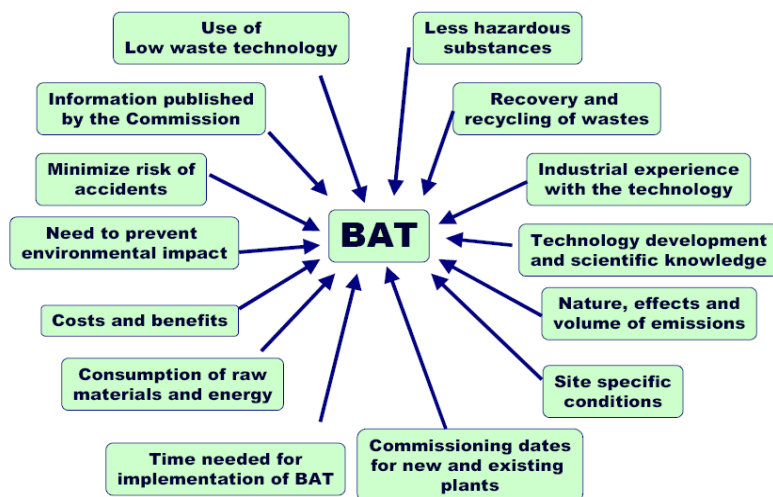 Use of
Low waste technology
Less hazardous
substances
Information published
by the Commission
Recovery and
recycling of wastes
Minimize risk of
accidents
Industrial experience
with the technology
BAT
Need to prevent
environmental impact
Technology development
and scientific knowledge
Costs and benefits
Nature, effects and
volume of emissions
Consumption of raw
materials and energy
Site specific
conditions
Time needed for
implementation of BAT
Commissioning dates
for new and existing
plants